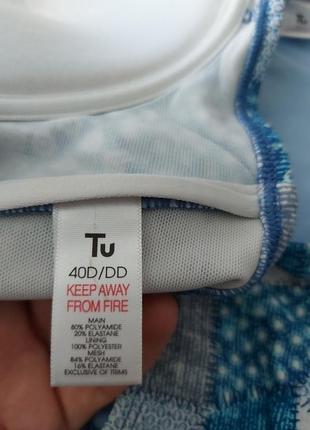 Tu
40D/DD
KEEP AWAY
FROM FIRE
MAIN
80% POLYAMIDE
20% ELASTANE
LINING
100% POLYESTER
MESH
84% POLYAMIDE
16% ELASTANE
EXCLUSIVE OF TRIMS